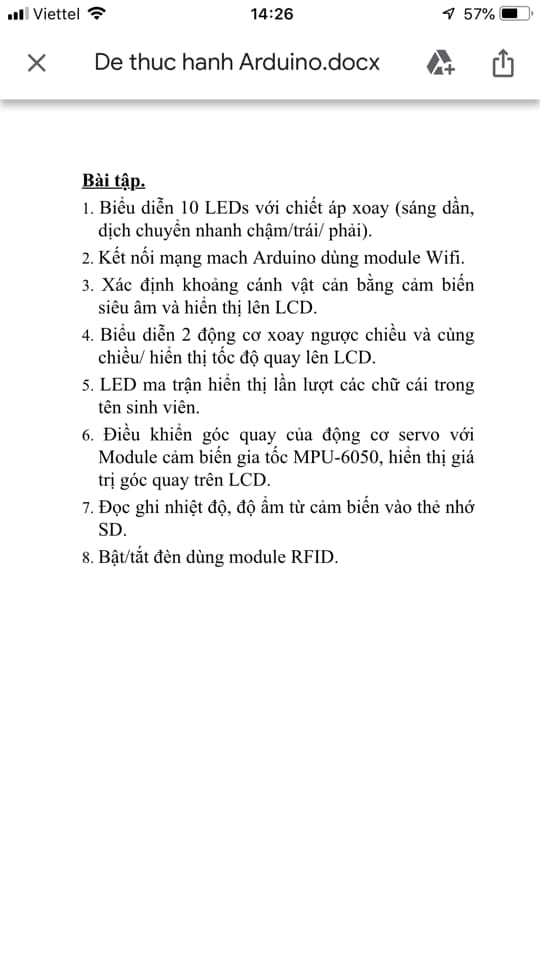 Viettel 14:26 57%
De thuc hanh Arduino.docx
Bài tập.
1. Biểu diễn 10 LEDs với chiết áp xoay (sáng dần,
dịch chuyển nhanh chậm/trái/ phải).
2. Kết nối mạng mach Arduino dùng module Wifi.
3. Xác định khoảng cánh vật cản bằng cảm biến
siêu âm và hiển thị lên LCD.
4. Biểu diễn 2 động cơ xoay ngược chiều và cùng
chiều/ hiển thị tốc độ quay lên LCD.
5. LED ma trận hiển thị lần lượt các chữ cái trong
tên sinh viên.
6. Điều khiển góc quay của động cơ servo với
Module cảm biến gia tốc MPU-6050, hiển thị giá
trị góc quay trên LCD.
7. Đọc ghi nhiệt độ, độ ẩm từ cảm biến vào thẻ nhớ
SD.
8. Bật/tắt đèn dùng module RFID.